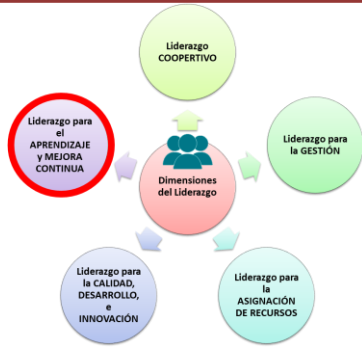 Liderazgo
COOPERTIVO
Liderazgo para
el
APRENDIZAJE
y MEJORA
CONTINUA
Liderazgo para
la GESTIÓN
Dimensiones
del Liderazgo
Liderazgo para
la CALIDAD,
DESARROLLO,
e
INNOVACIÓN
Liderazgo para
la
ASIGNACIÓN
DE RECURSOS